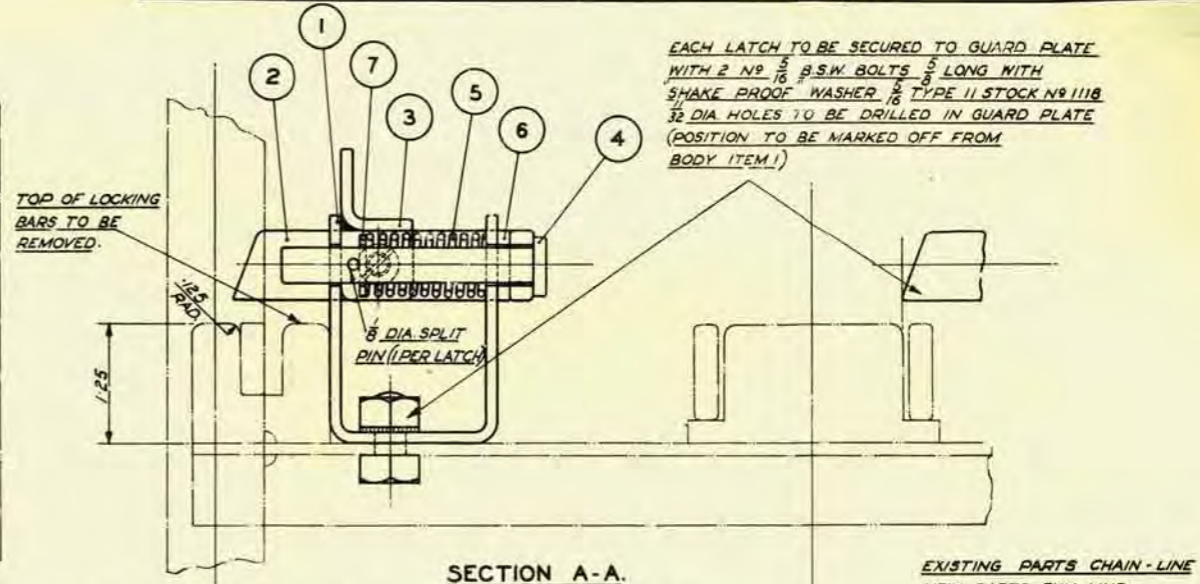 1
2
7
3
5
6
4
EACH LATCH TO BE SECURED TO GUARD PLATE
WITH 2 Nº 5/16" B.S.W. BOLTS 5/8" LONG WITH
SHAKE PROOF WASHER 5/16" TYPE 11 STOCK Nº 1118
11/32" DIA. HOLES TO BE DRILLED IN GUARD PLATE
(POSITION TO BE MARKED OFF FROM
BODY ITEM 1)
TOP OF LOCKING
BARS TO BE
REMOVED.
.125
RAD.
1/8" DIA. SPLIT
PIN (1 PER LATCH)
1.25
SECTION A-A.
EXISTING PARTS CHAIN-LINE
NEW PARTS FULL LINE